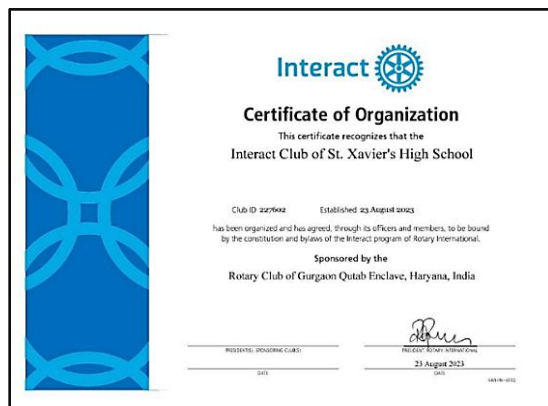 Interact
Certificate of Organization
This certificate recognizes that the
Interact Club of St. Xavier's High School
Club ID 227602 Established 23 August 2023
has been organized and has agreed, through its officers and members, to be bound
by the constitution and bylaws of the Interact program of Rotary International.
Sponsored by the
Rotary Club of Gurgaon Qutab Enclave, Haryana, India
PRESIDENT(S), SPONSORING CLUB(S)
PRESIDENT, ROTARY INTERNATIONAL
23 August 2023
DATE
DATE